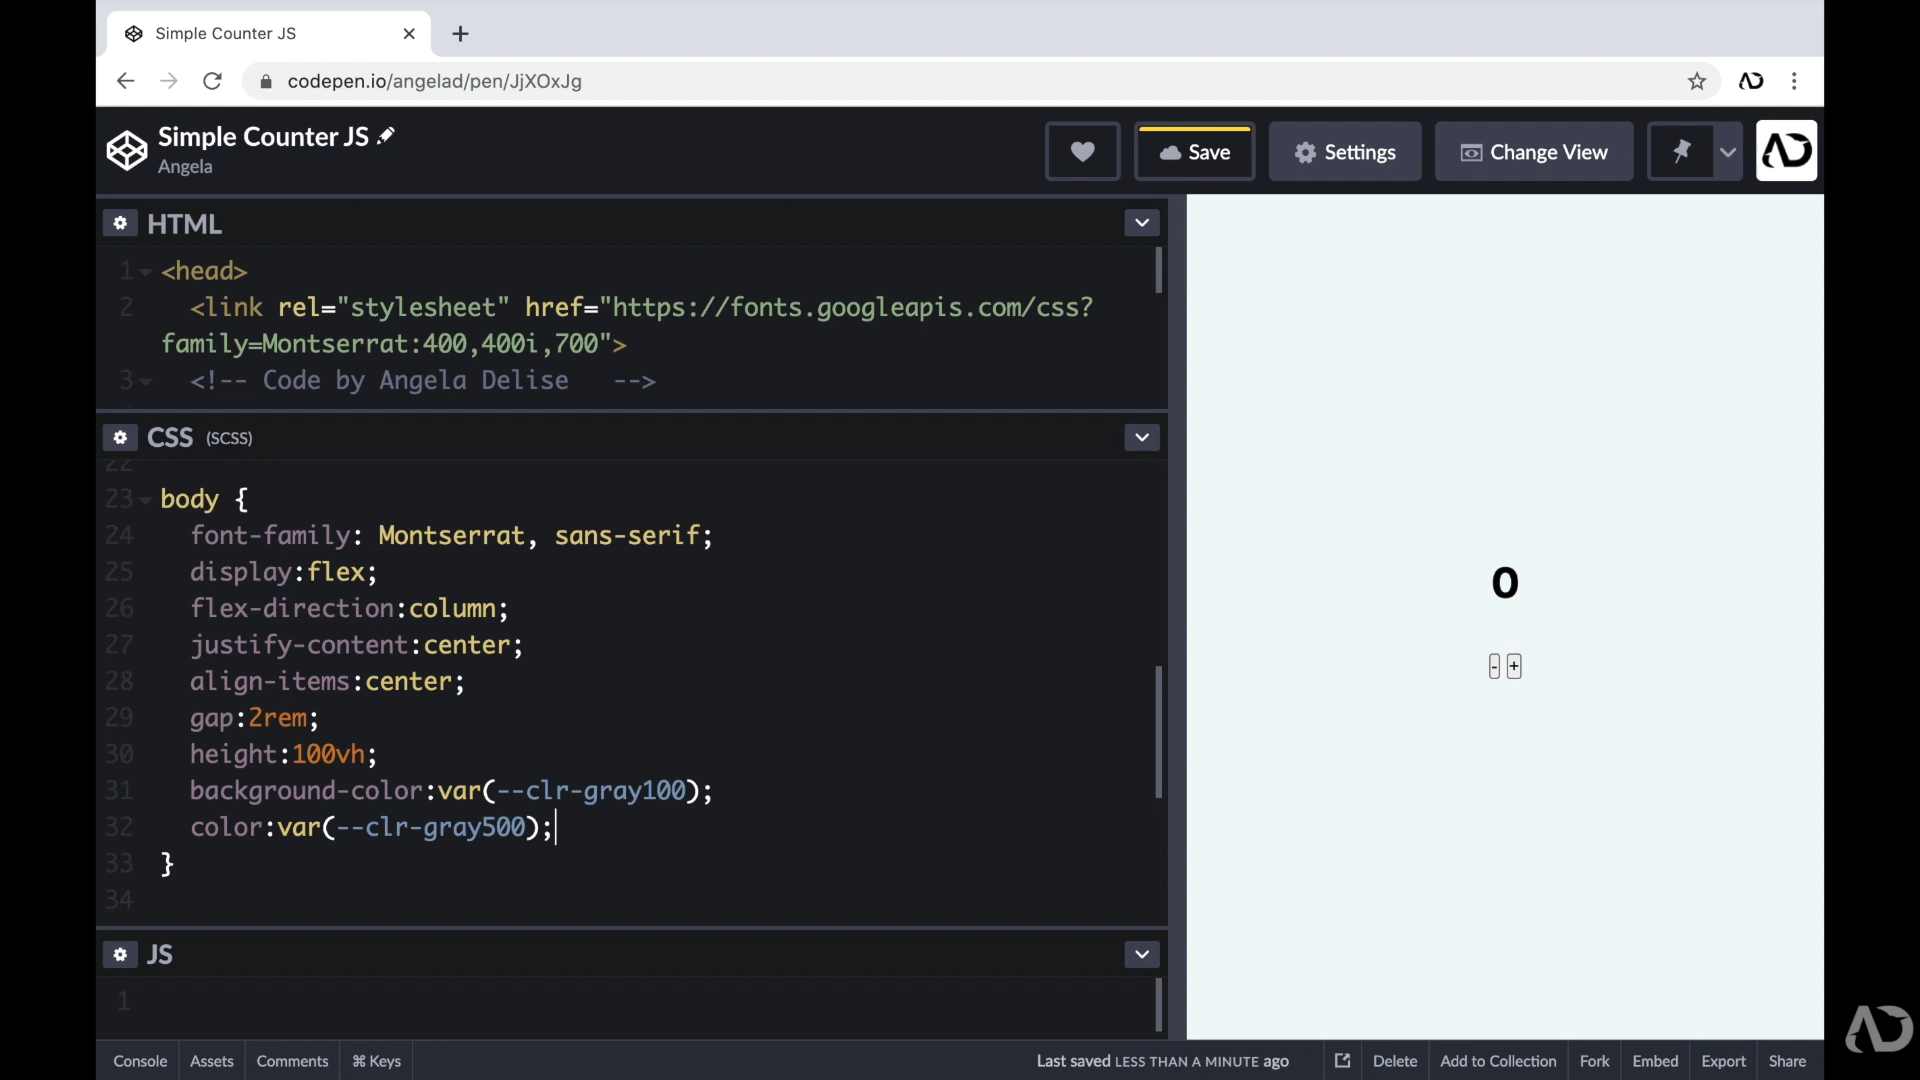 Simple Counter JS
codepen.io/angelad/pen/JjXOxJg
Simple Counter JS
Angela
Save
Settings
Change View
HTML
1 <head>
2 <link rel="stylesheet" href="https://fonts.googleapis.com/css?
family=Montserrat:400,400i,700">
3 <!-- Code by Angela Delise -->
CSS (SCSS)
22
23 body {
24 font-family: Montserrat, sans-serif;
25 display:flex;
26 flex-direction:column;
27 justify-content:center;
28 align-items:center;
29 gap:2rem;
30 height:100vh;
31 background-color:var(--clr-gray100);
32 color:var(--clr-gray500);
33 }
34
0
- +
JS
1
Console Assets Comments ⌘ Keys Last saved LESS THAN A MINUTE ago Delete Add to Collection Fork Embed Export Share